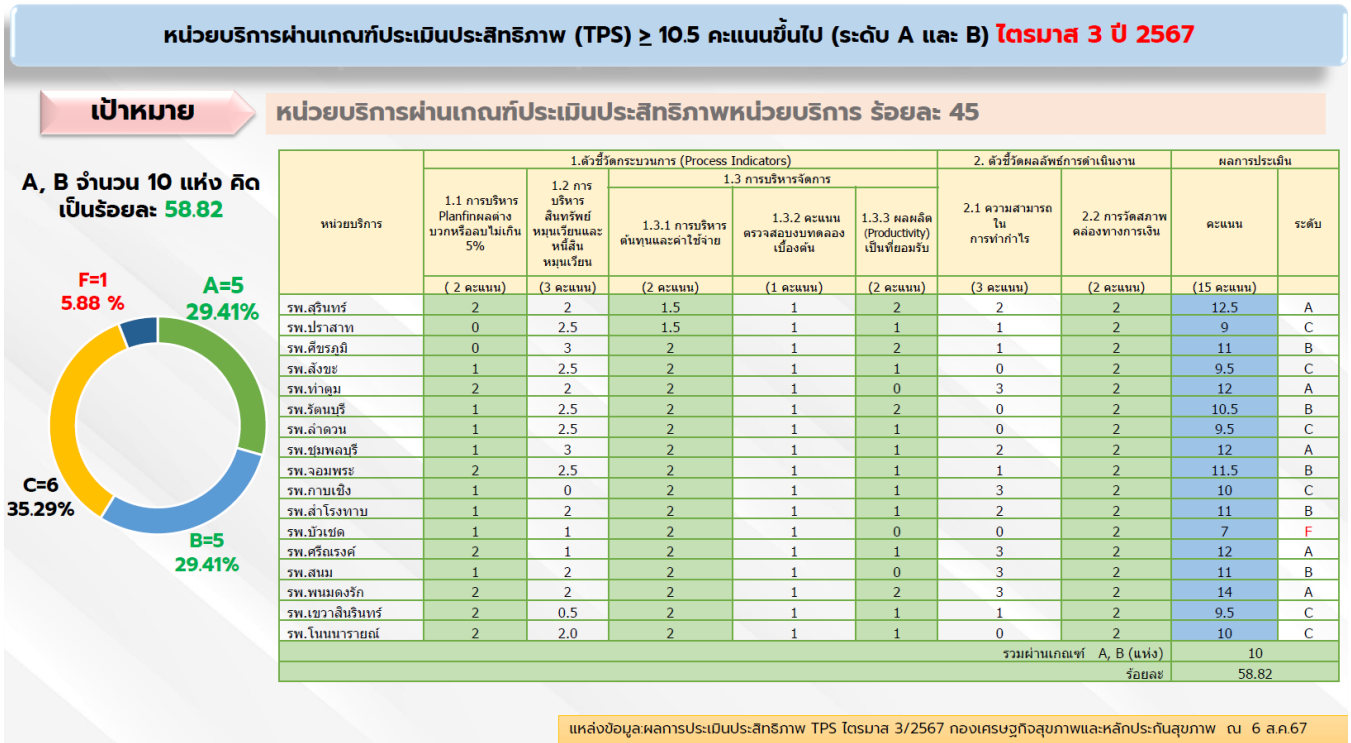 หน่วยบริการผ่านเกณฑ์ประเมินประสิทธิภาพ (TPS) ≥ 10.5 คะแนนขึ้นไป (ระดับ A และ B) ไตรมาส 3 ปี 2567
เป้าหมาย
หน่วยบริการผ่านเกณฑ์ประเมินประสิทธิภาพหน่วยบริการ ร้อยละ 45
A, B จำนวน 10 แห่ง คิด
เป็นร้อยละ 58.82
F=1
5.88 %
A=5
29.41%
C=6
35.29%
B=5
29.41%
หน่วยบริการ
1.ตัวชี้วัดกระบวนการ (Process Indicators)
2. ตัวชี้วัดผลลัพธ์การดำเนินงาน
ผลการประเมิน
1.1 การบริหาร
Planfinผลต่าง
บวกหรือลบไม่เกิน
5%
1.2 การ
บริหาร
สินทรัพย์
หมุนเวียนและ
หนี้สิน
หมุนเวียน
1.3 การบริหารจัดการ
1.3.1 การบริหาร
ต้นทุนและค่าใช้จ่าย
1.3.2 คะแนน
ตรวจสอบงบทดลอง
เบื้องต้น
1.3.3 ผลผลิต
(Productivity)
เป็นที่ยอมรับ
2.1 ความสามารถ
ใน
การทำกำไร
2.2 การวัดสภาพ
คล่องทางการเงิน
คะแนน
ระดับ
( 2 คะแนน) (3 คะแนน) (2 คะแนน) (1 คะแนน) (2 คะแนน) (3 คะแนน) (2 คะแนน) (15 คะแนน)
รพ.สุรินทร์ 2 2 1.5 1 2 2 2 12.5 A
รพ.ปราสาท 0 2.5 1.5 1 1 1 2 9 C
รพ.ศีขรภูมิ 0 3 2 1 2 1 2 11 B
รพ.สังขะ 1 2.5 2 1 1 0 2 9.5 C
รพ.ท่าตูม 2 2 2 1 0 3 2 12 A
รพ.รัตนบุรี 1 2.5 2 1 2 0 2 10.5 B
รพ.ลำดวน 1 2.5 2 1 1 0 2 9.5 C
รพ.ชุมพลบุรี 1 3 2 1 1 2 2 12 A
รพ.จอมพระ 2 2.5 2 1 1 1 2 11.5 B
รพ.กาบเชิง 1 0 2 1 1 3 2 10 C
รพ.สำโรงทาบ 1 2 2 1 1 2 2 11 B
รพ.บัวเชด 1 1 2 1 0 0 2 7 F
รพ.ศรีณรงค์ 2 1 2 1 1 3 2 12 A
รพ.สนม 1 2 2 1 0 3 2 11 B
รพ.พนมดงรัก 2 2 2 1 2 3 2 14 A
รพ.เขวาสินรินทร์ 2 0.5 2 1 1 1 2 9.5 C
รพ.โนนนารายณ์ 2 2.0 2 1 1 0 2 10 C
รวมผ่านเกณฑ์ A, B (แห่ง) 10
ร้อยละ 58.82
แหล่งข้อมูล:ผลการประเมินประสิทธิภาพ TPS ไตรมาส 3/2567 กองเศรษฐกิจสุขภาพและหลักประกันสุขภาพ ณ 6 ส.ค.67